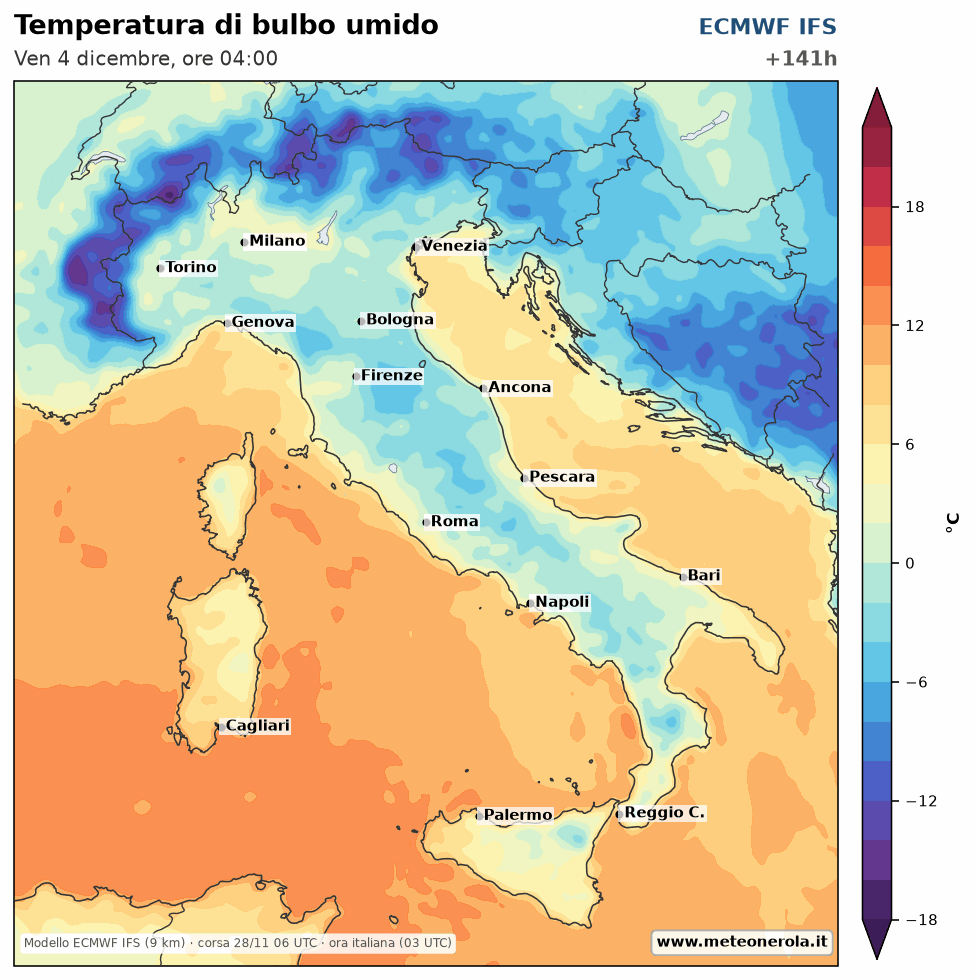 Temperatura di bulbo umido
ECMWF IFS
Ven 4 dicembre, ore 04:00
+141h
Milano
Venezia
Torino
Genova
Bologna
Firenze
Ancona
Pescara
Roma
Bari
Napoli
Cagliari
Palermo
Reggio C.
18
12
6
0
−6
−12
−18
°C
Modello ECMWF IFS (9 km) · corsa 28/11 06 UTC · ora italiana (03 UTC)
www.meteonerola.it